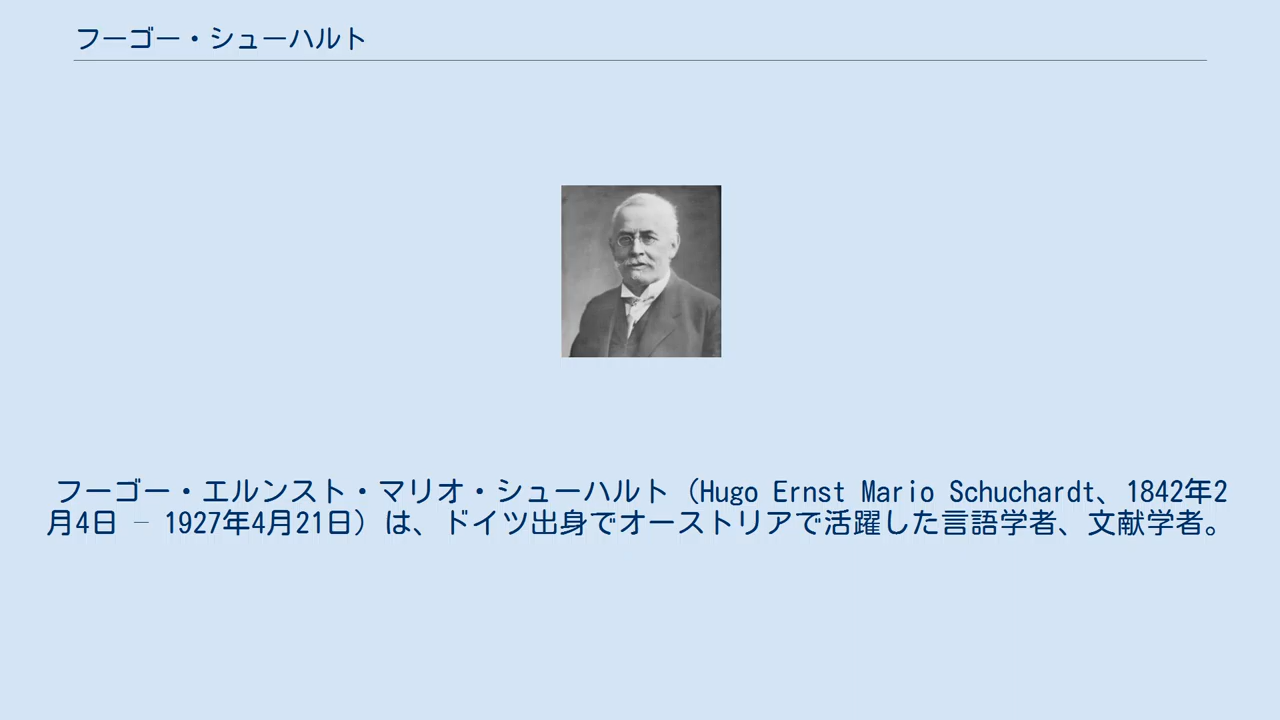 フーゴー・シューハルト
フーゴー・エルンスト・マリオ・シューハルト（Hugo Ernst Mario Schuchardt、1842年2
月4日 – 1927年4月21日）は、ドイツ出身でオーストリアで活躍した言語学者、文献学者。